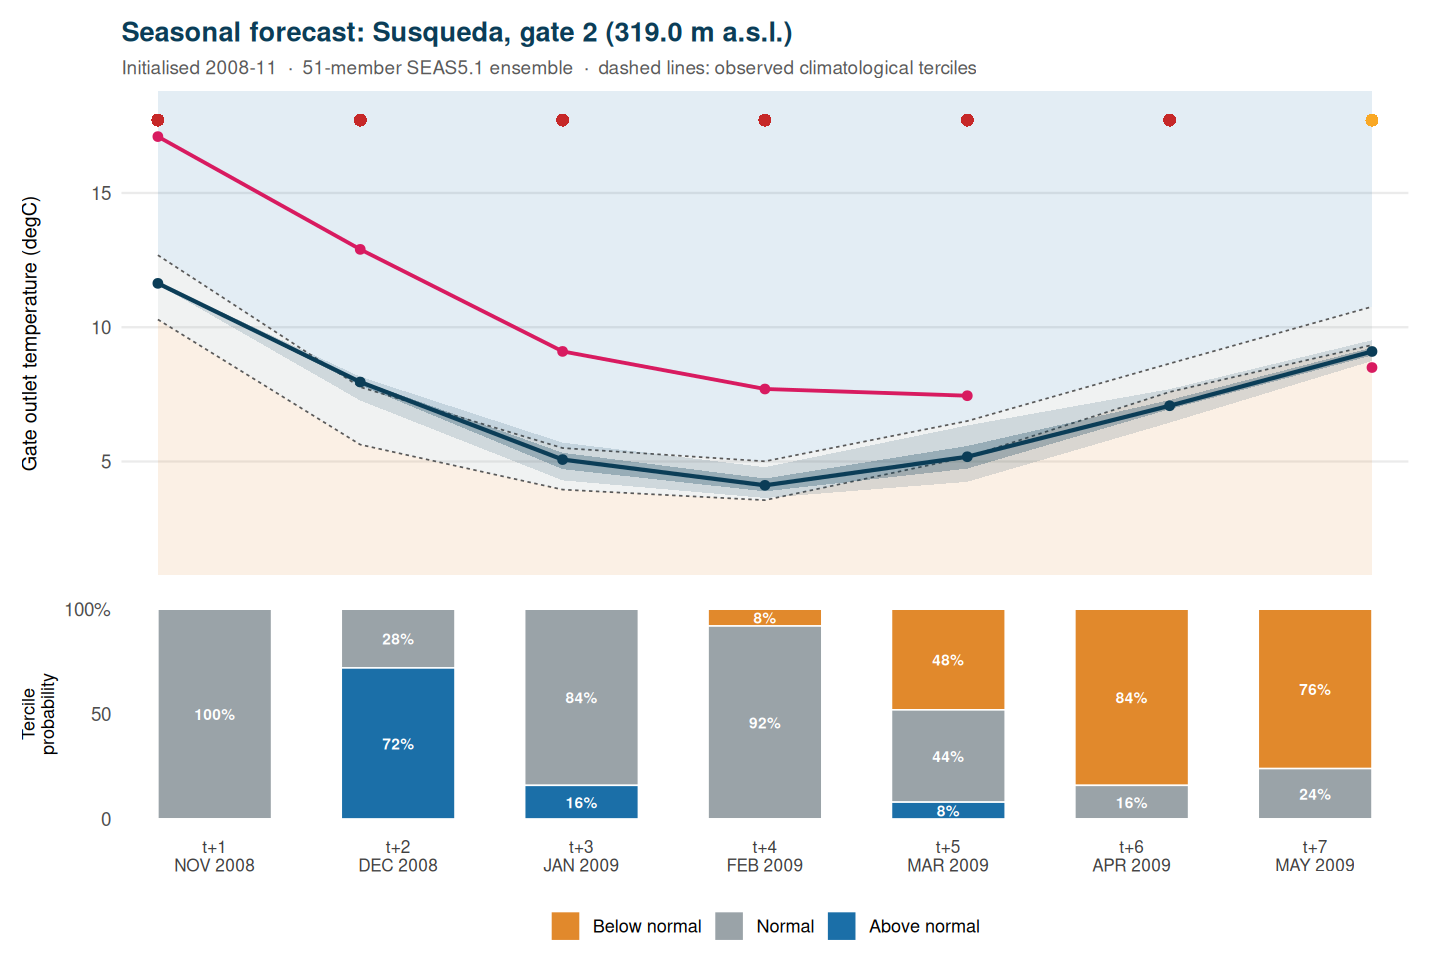 Seasonal forecast: Susqueda, gate 2 (319.0 m a.s.l.)
Initialised 2008-11 · 51-member SEAS5.1 ensemble · dashed lines: observed climatological terciles
Gate outlet temperature (degC)
15
10
5
Tercile
probability
100%
50
0
100%
28%
72%
84%
16%
8%
92%
48%
44%
8%
84%
16%
76%
24%
t+1
NOV 2008
t+2
DEC 2008
t+3
JAN 2009
t+4
FEB 2009
t+5
MAR 2009
t+6
APR 2009
t+7
MAY 2009
Below normal
Normal
Above normal